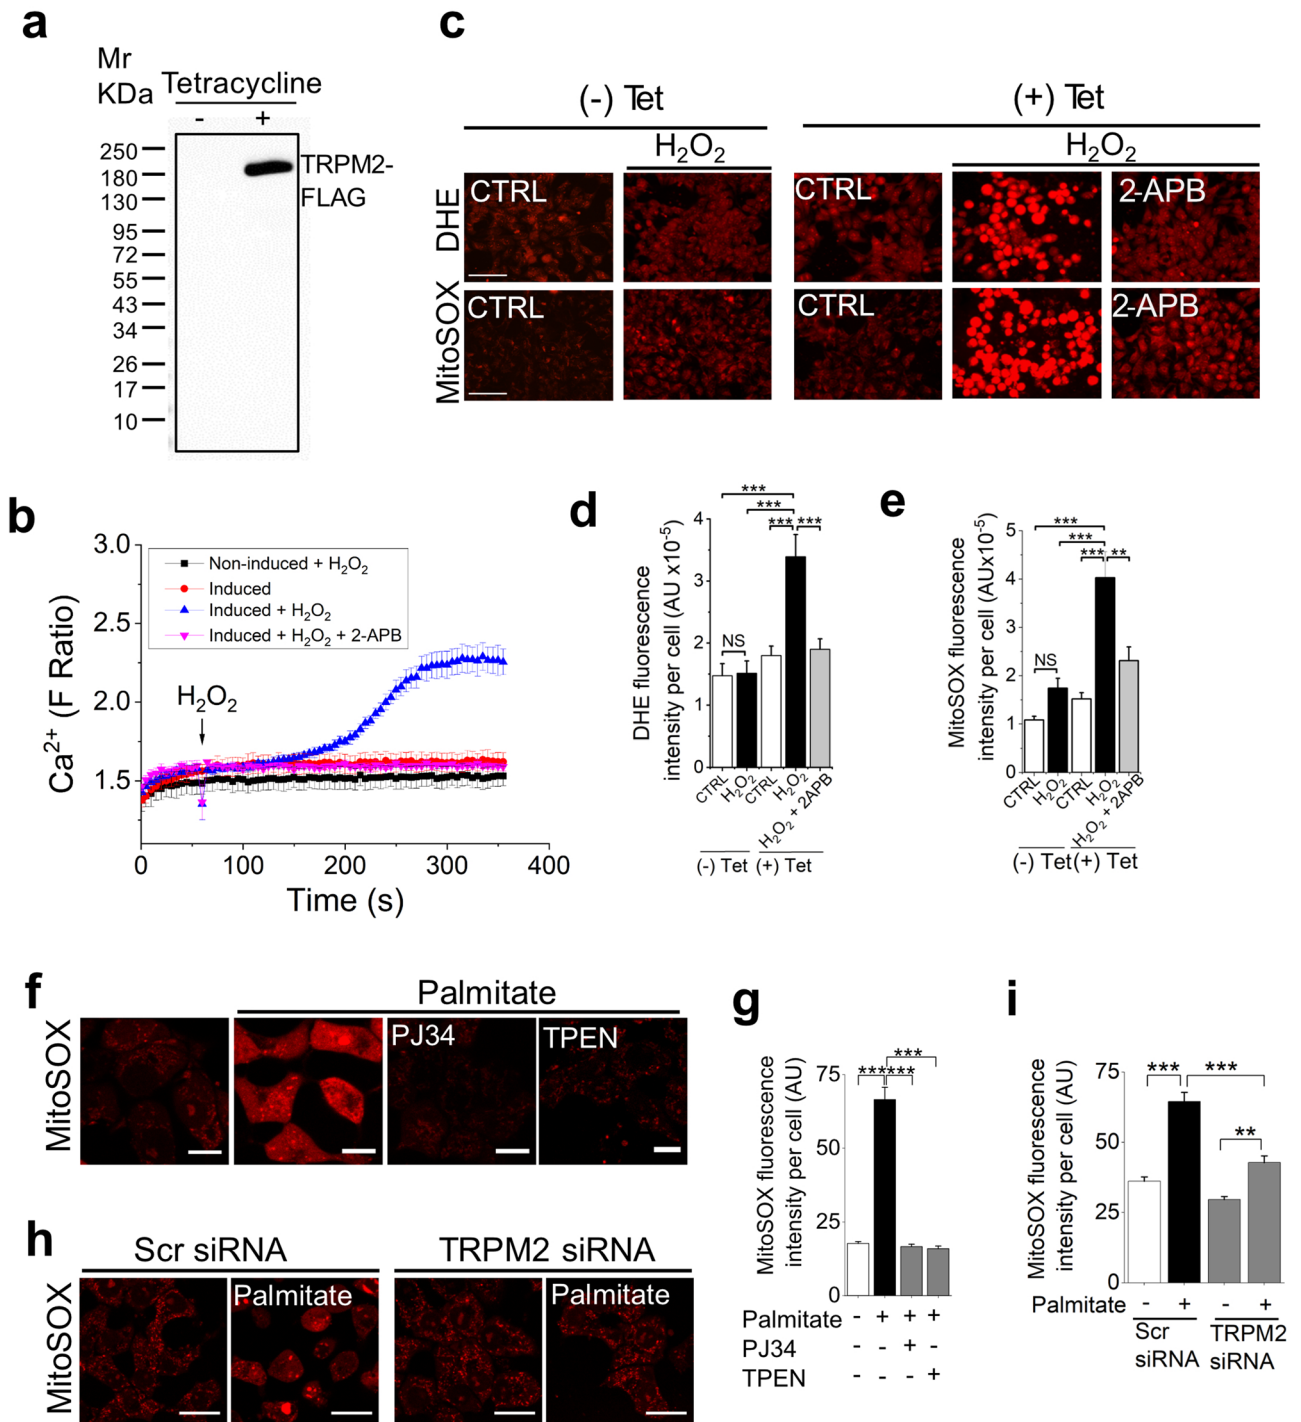 a
Mr
KDa
Tetracycline
- +
250
180
130
95
72
55
43
34
26
17
10
TRPM2-
FLAG
c
(-) Tet
(+) Tet
H2O2
H2O2
DHE
CTRL
CTRL
2-APB
MitoSOX
CTRL
CTRL
2-APB
b
Ca2+ (F Ratio)
3.0
2.5
2.0
1.5
Non-induced + H2O2
Induced
Induced + H2O2
Induced + H2O2 + 2-APB
H2O2
0 100 200 300 400
Time (s)
d
DHE fluorescence
intensity per cell (AU x10-5)
4
3
2
1
0
***
***
*** ***
NS
CTRL
H2O2
CTRL
H2O2
H2O2 + 2APB
(-) Tet (+) Tet
e
MitoSOX fluorescence
intensity per cell (AUx10-5)
5
4
3
2
1
0
***
***
*** **
NS
CTRL
H2O2
CTRL
H2O2
H2O2 + 2APB
(-) Tet (+) Tet
f
Palmitate
MitoSOX
PJ34
TPEN
g
MitoSOX fluorescence
intensity per cell (AU)
75
50
25
0
***
******
Palmitate - + + +
PJ34 - - + -
TPEN - - - +
h
Scr siRNA
TRPM2 siRNA
MitoSOX
Palmitate
Palmitate
i
MitoSOX fluorescence
intensity per cell (AU)
75
50
25
0
*** ***
**
Palmitate - + - +
Scr
siRNA
TRPM2
siRNA